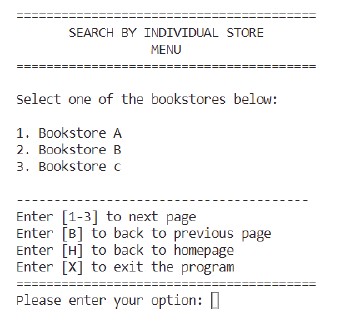 ========================================
SEARCH BY INDIVIDUAL STORE
MENU
========================================
Select one of the bookstores below:
1. Bookstore A
2. Bookstore B
3. Bookstore c
---------------------------------------
Enter [1-3] to next page
Enter [B] to back to previous page
Enter [H] to back to homepage
Enter [X] to exit the program
========================================
Please enter your option: